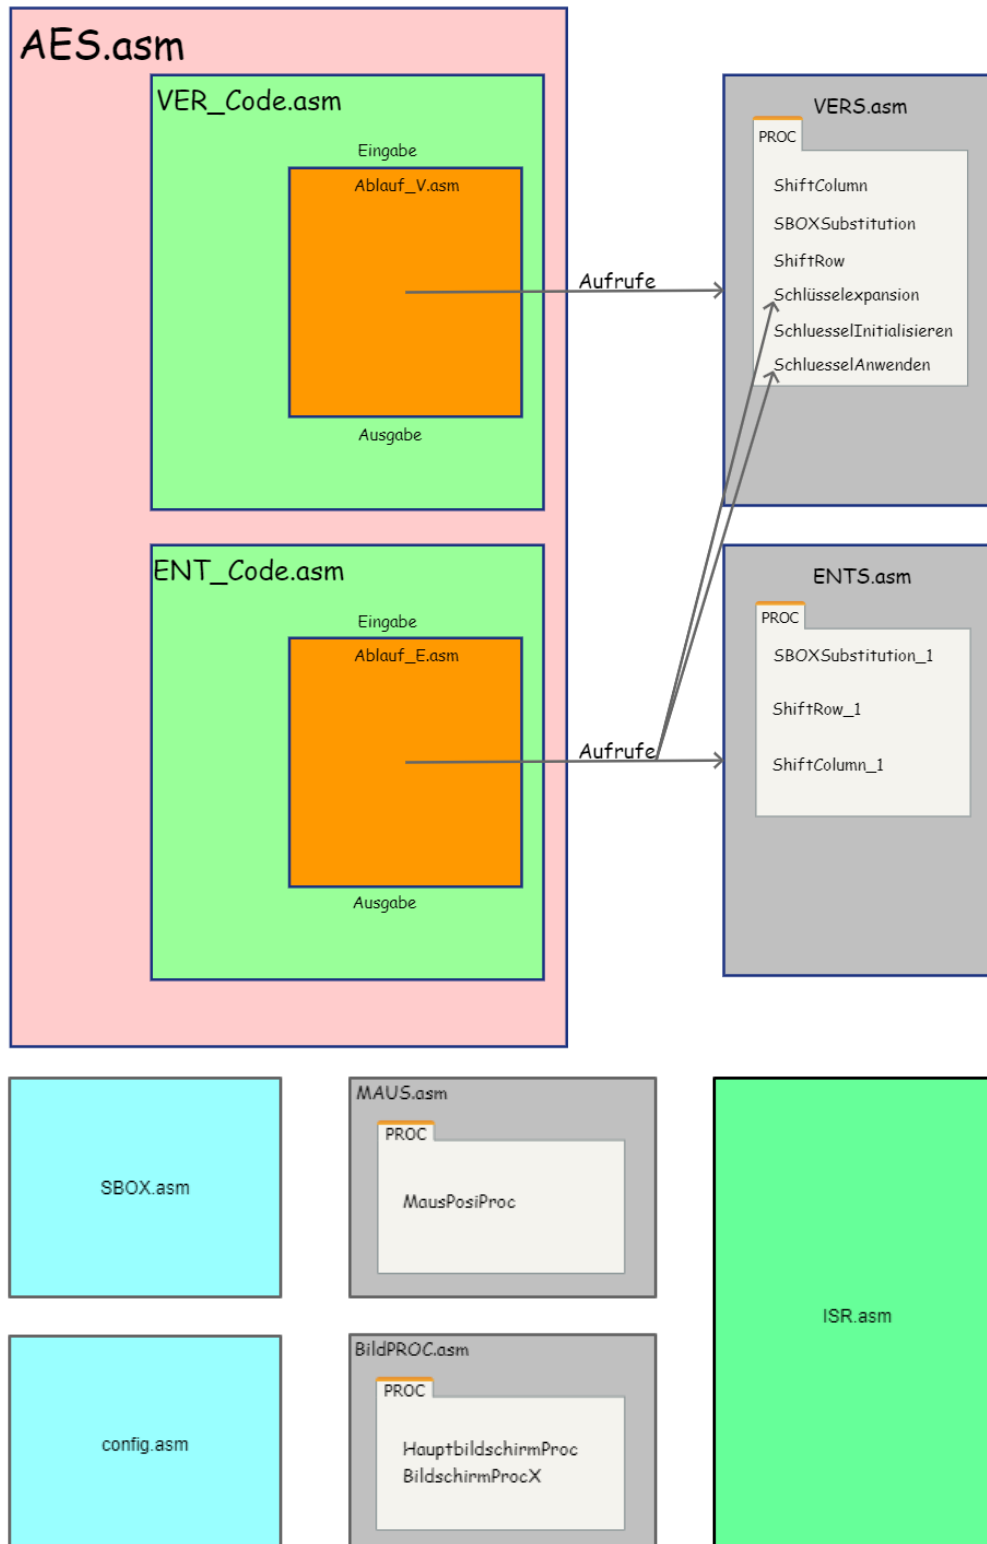 AES.asm
VER_Code.asm
Eingabe
Ablauf_V.asm
Ausgabe
Aufrufe
VERS.asm
PROC
ShiftColumn
SBOXSubstitution
ShiftRow
Schlüsselexpansion
SchluesselInitialisieren
SchluesselAnwenden
ENT_Code.asm
Eingabe
Ablauf_E.asm
Ausgabe
Aufrufe
ENTS.asm
PROC
SBOXSubstitution_1
ShiftRow_1
ShiftColumn_1
SBOX.asm
MAUS.asm
PROC
MausPosiProc
ISR.asm
config.asm
BildPROC.asm
PROC
HauptbildschirmProc
BildschirmProcX